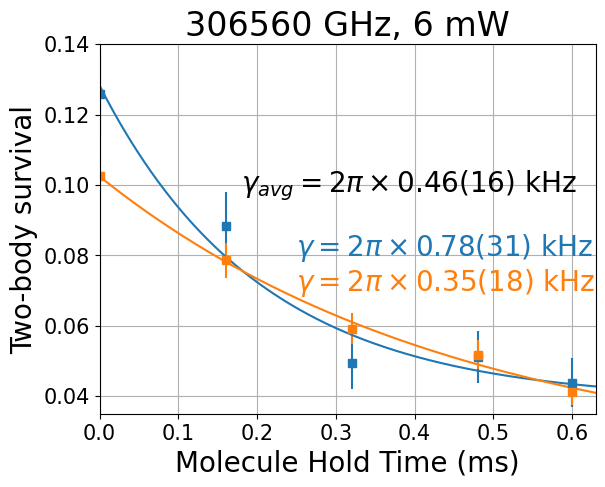 306560 GHz, 6 mW
Two-body survival
0.14
0.12
0.10
0.08
0.06
0.04
γ_avg = 2π × 0.46(16) kHz
γ = 2π × 0.78(31) kHz
γ = 2π × 0.35(18) kHz
0.0 0.1 0.2 0.3 0.4 0.5 0.6
Molecule Hold Time (ms)